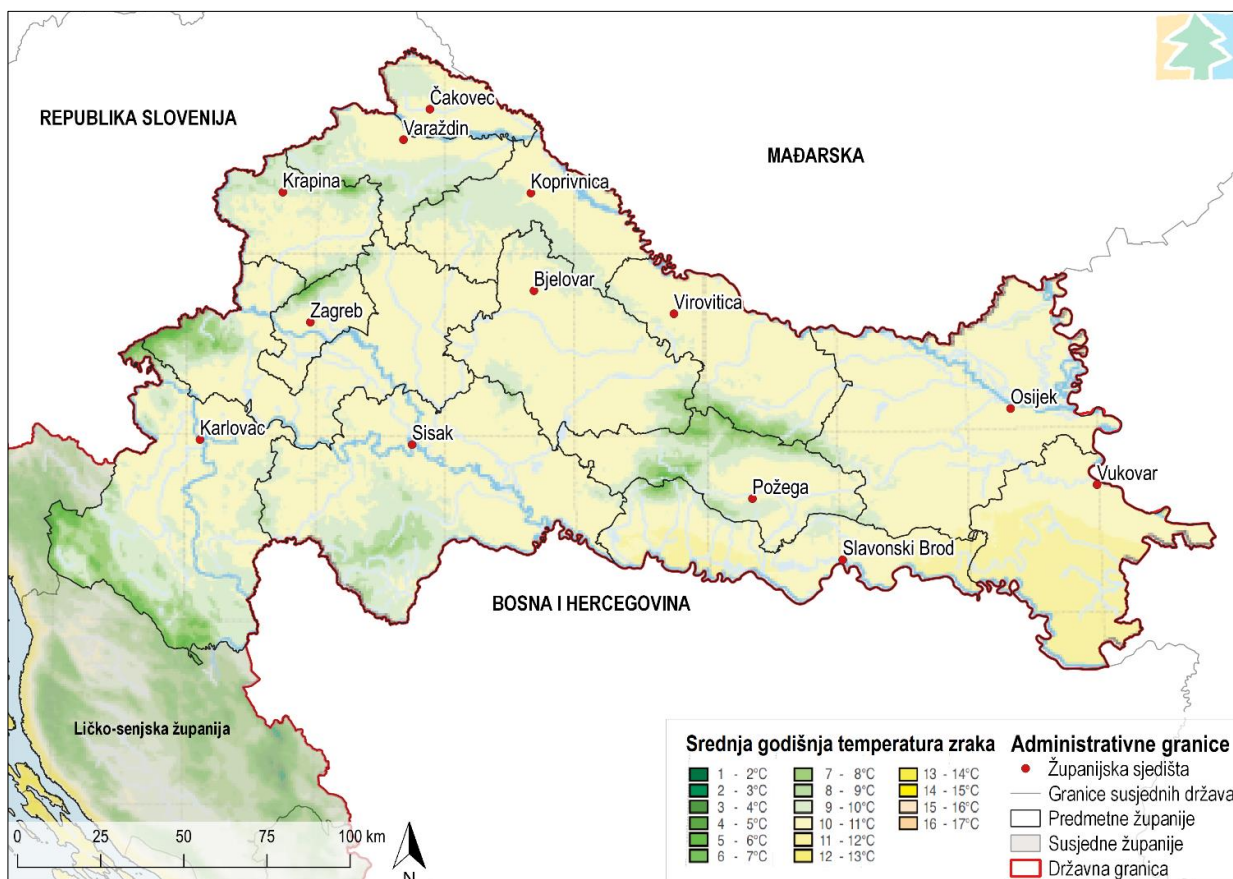 REPUBLIKA SLOVENIJA
MAĐARSKA
Čakovec
Varaždin
Krapina
Koprivnica
Bjelovar
Virovitica
Zagreb
Osijek
Karlovac
Sisak
Vukovar
Požega
Slavonski Brod
BOSNA I HERCEGOVINA
Ličko-senjska županija
Srednja godišnja temperatura zraka
1 - 2°C
2 - 3°C
3 - 4°C
4 - 5°C
5 - 6°C
6 - 7°C
7 - 8°C
8 - 9°C
9 - 10°C
10 - 11°C
11 - 12°C
12 - 13°C
13 - 14°C
14 - 15°C
15 - 16°C
16 - 17°C
Administrativne granice
Županijska sjedišta
Granice susjednih država
Predmetne županije
Susjedne županije
Državna granica
0 25 50 75 100 km
N